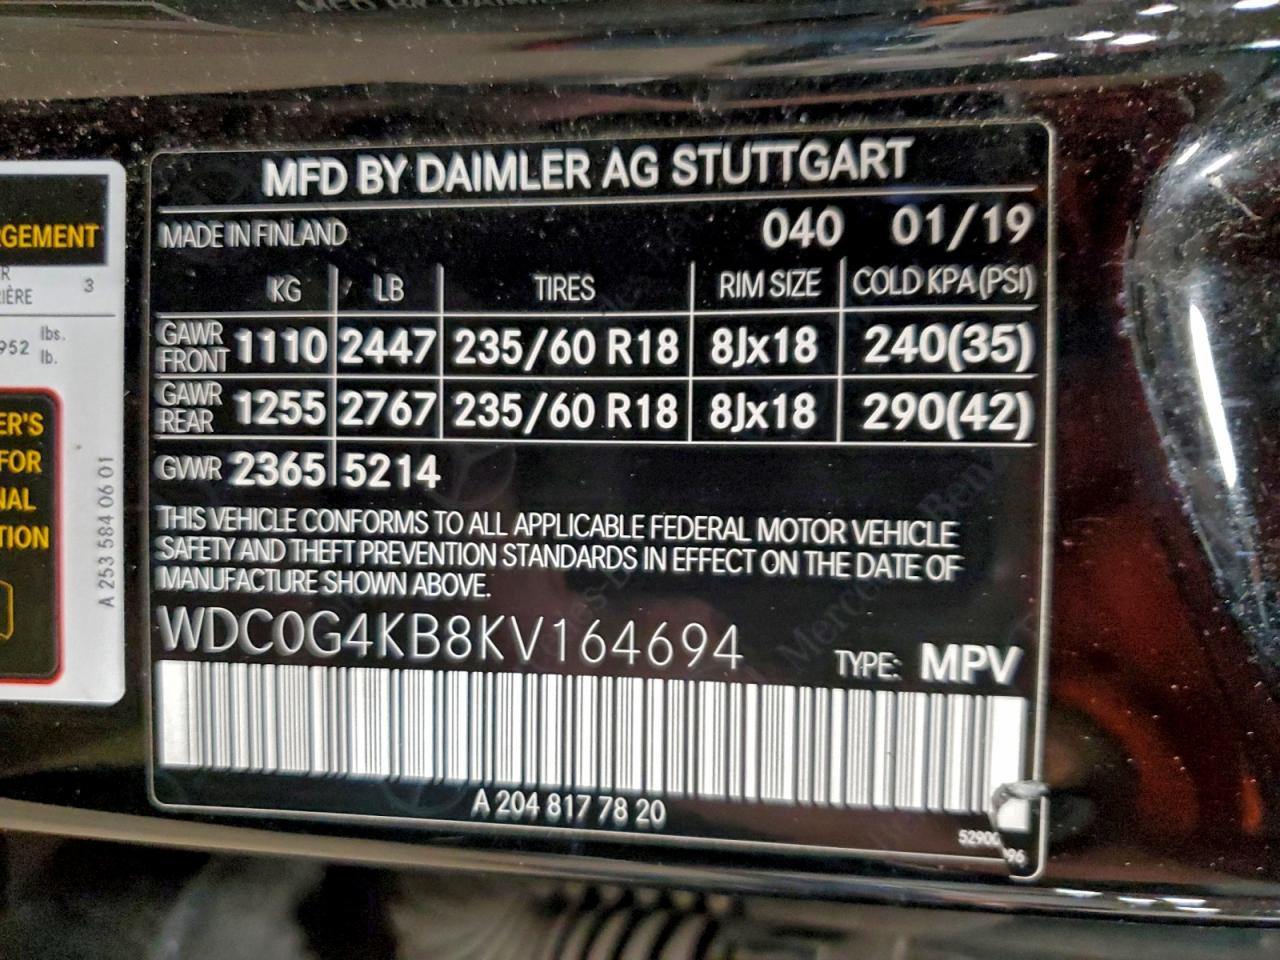 MFD BY DAIMLER AG STUTTGART
MADE IN FINLAND 040 01/19
KG LB TIRES RIM SIZE COLD KPA(PSI)
GAWR FRONT 1110 2447 235/60 R18 8Jx18 240(35)
GAWR REAR 1255 2767 235/60 R18 8Jx18 290(42)
GVWR 2365 5214
THIS VEHICLE CONFORMS TO ALL APPLICABLE FEDERAL MOTOR VEHICLE
SAFETY AND THEFT PREVENTION STANDARDS IN EFFECT ON THE DATE OF
MANUFACTURE SHOWN ABOVE.
WDC0G4KB8KV164694 TYPE: MPV
A 204 817 78 20
RGEMENT
3
952 lbs.
lb.
ER'S
FOR
NAL
TION
A 253 584 06 01